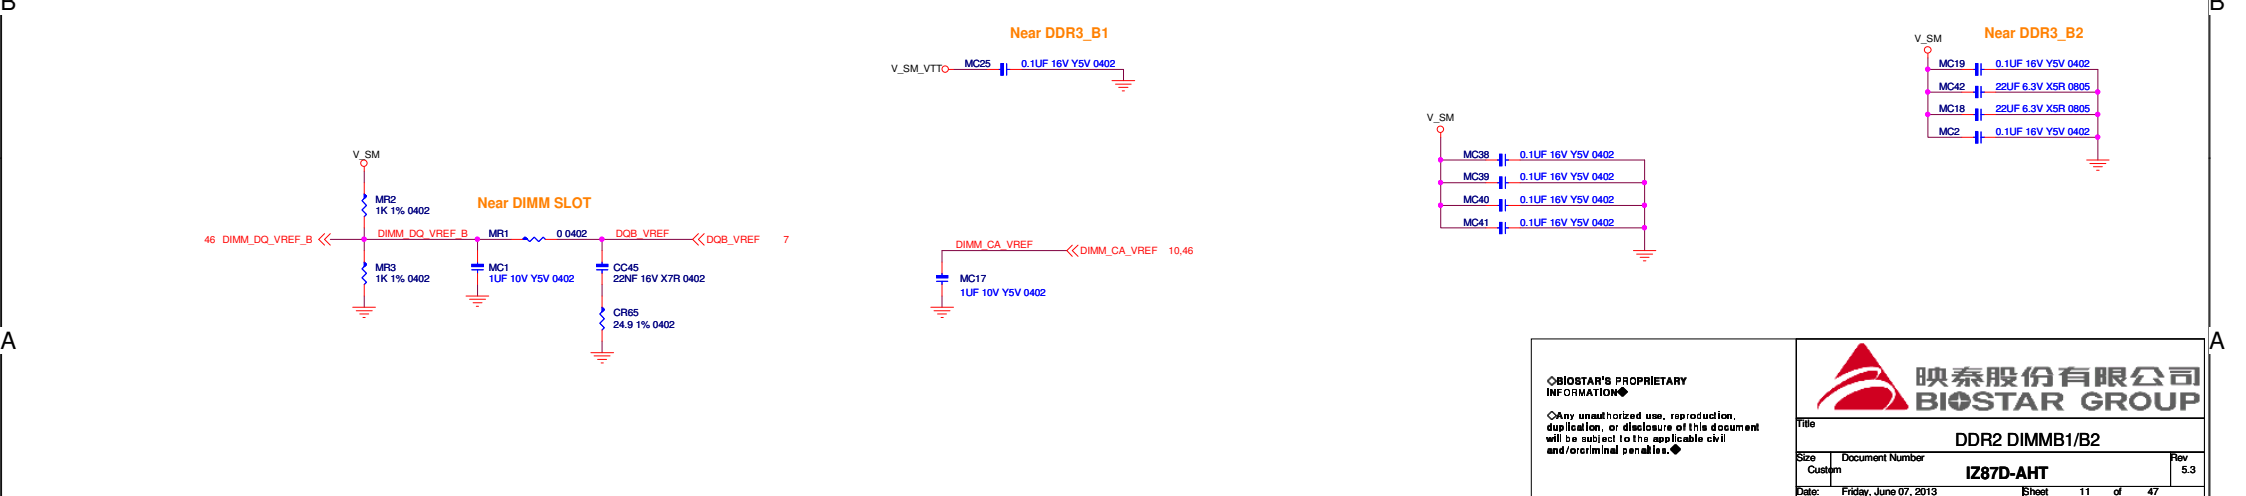 B
B
Near DDR3_B1
Near DDR3_B2
V_SM
V_SM_VTT
MC25
0.1UF 16V Y5V 0402
MC19
0.1UF 16V Y5V 0402
MC42
22UF 6.3V X5R 0805
MC18
22UF 6.3V X5R 0805
MC2
0.1UF 16V Y5V 0402
V_SM
MC38
0.1UF 16V Y5V 0402
MC39
0.1UF 16V Y5V 0402
MC40
0.1UF 16V Y5V 0402
MC41
0.1UF 16V Y5V 0402
V_SM
MR2
1K 1% 0402
Near DIMM SLOT
46 DIMM_DQ_VREF_B
DIMM_DQ_VREF_B
MR1
0 0402
DQB_VREF
DQB_VREF 7
MR3
1K 1% 0402
MC1
1UF 10V Y5V 0402
CC45
22NF 16V X7R 0402
CR65
24.9 1% 0402
DIMM_CA_VREF
DIMM_CA_VREF 10,46
MC17
1UF 10V Y5V 0402
A
A
◇BIOSTAR'S PROPRIETARY
INFORMATION◆
◇Any unauthorized use, reproduction,
duplication, or disclosure of this document
will be subject to the applicable civil
and/orcriminal penalties.◆
映泰股份有限公司
BIOSTAR GROUP
Title
DDR2 DIMMB1/B2
Size
Custom
Document Number
IZ87D-AHT
Rev
5.3
Date: Friday, June 07, 2013
Sheet 11 of 47